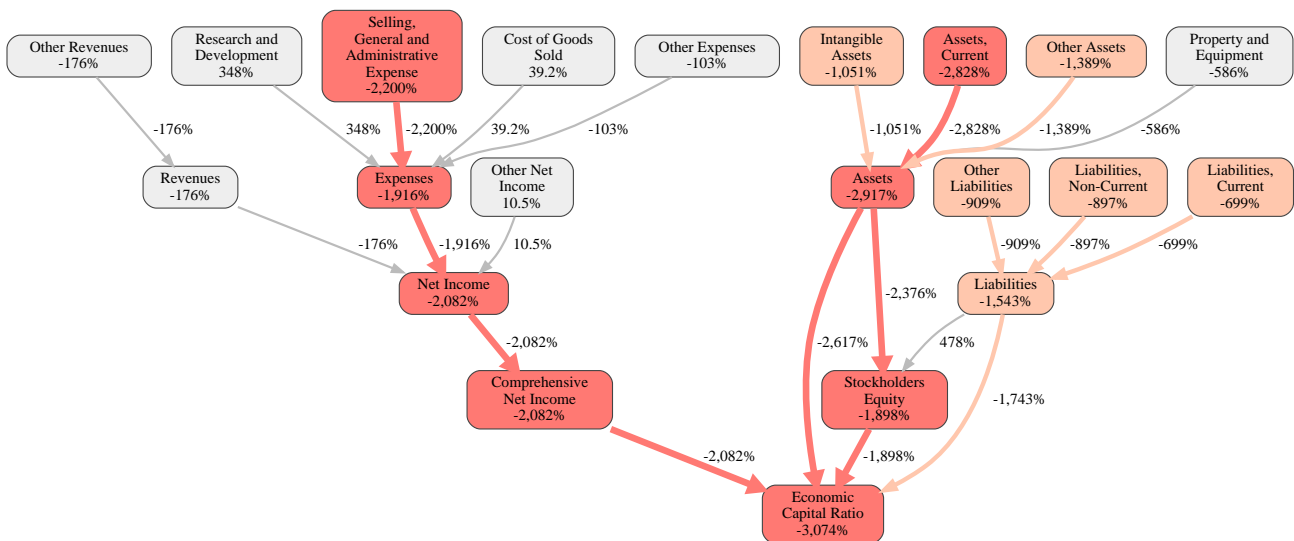 Other Revenues
-176%
Research and
Development
348%
Selling,
General and
Administrative
Expense
-2,200%
Cost of Goods
Sold
39.2%
Other Expenses
-103%
Intangible
Assets
-1,051%
Assets,
Current
-2,828%
Other Assets
-1,389%
Property and
Equipment
-586%
-176%
348%
-2,200%
39.2%
-103%
-1,051%
-2,828%
-1,389%
-586%
Revenues
-176%
Expenses
-1,916%
Other Net
Income
10.5%
Assets
-2,917%
Other
Liabilities
-909%
Liabilities,
Non-Current
-897%
Liabilities,
Current
-699%
-176%
-1,916%
10.5%
-909%
-897%
-699%
Net Income
-2,082%
-2,376%
Liabilities
-1,543%
-2,082%
-2,617%
478%
Comprehensive
Net Income
-2,082%
Stockholders
Equity
-1,898%
-1,743%
-2,082%
-1,898%
Economic
Capital Ratio
-3,074%